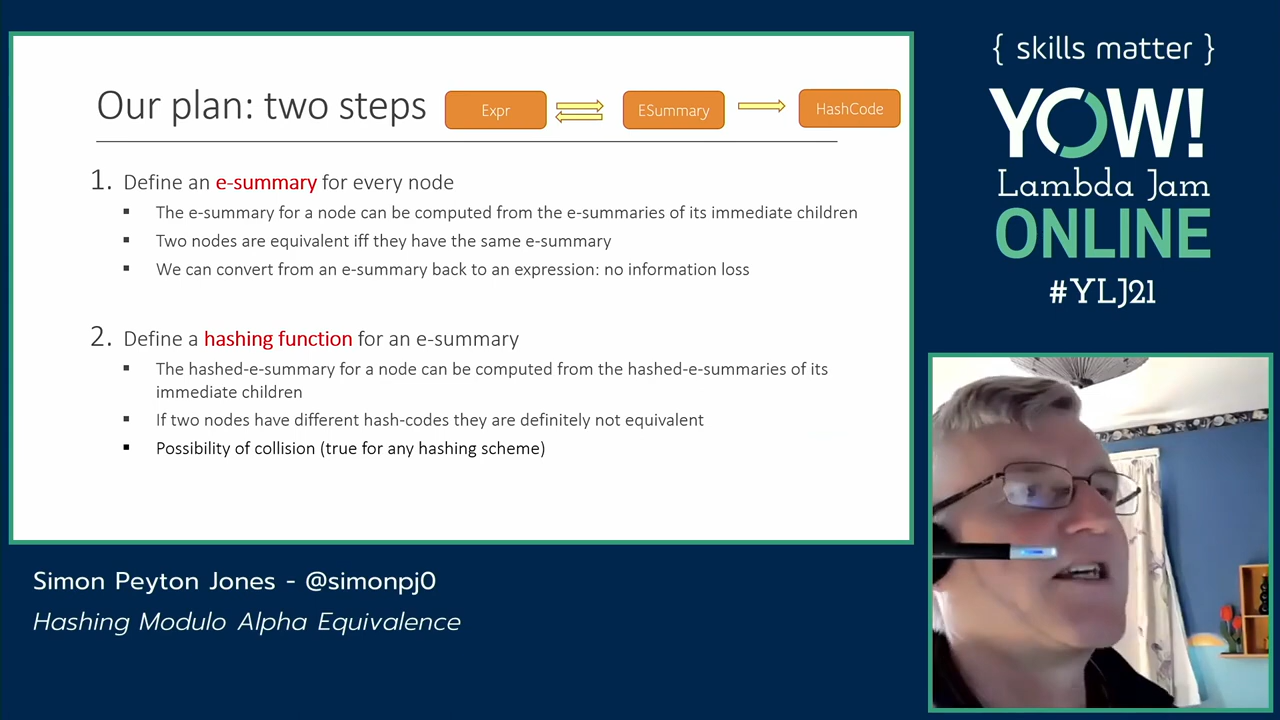 Our plan: two steps
Expr
ESummary
HashCode
1. Define an e-summary for every node
▪ The e-summary for a node can be computed from the e-summaries of its immediate children
▪ Two nodes are equivalent iff they have the same e-summary
▪ We can convert from an e-summary back to an expression: no information loss
2. Define a hashing function for an e-summary
▪ The hashed-e-summary for a node can be computed from the hashed-e-summaries of its
immediate children
▪ If two nodes have different hash-codes they are definitely not equivalent
▪ Possibility of collision (true for any hashing scheme)
{ skills matter }
YOW!
Lambda Jam
ONLINE
#YLJ21
Simon Peyton Jones - @simonpj0
Hashing Modulo Alpha Equivalence